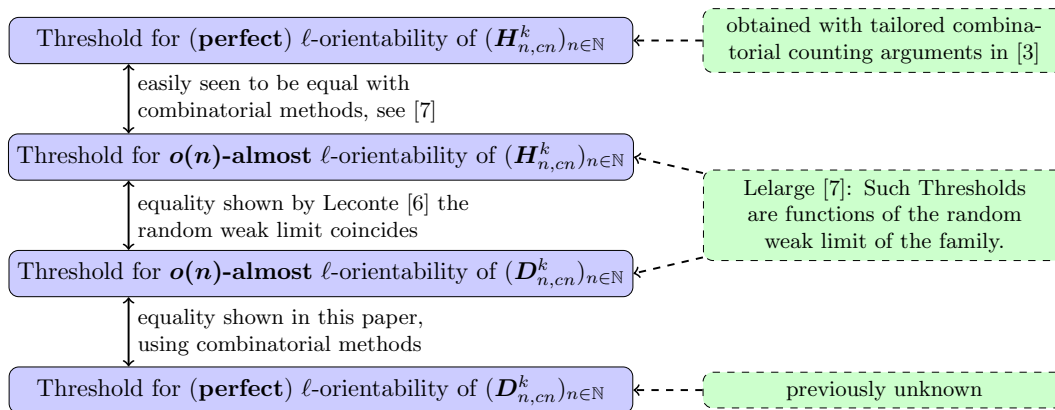 Threshold for (perfect) ℓ-orientability of (H^k_{n,cn})_{n∈ℕ}
obtained with tailored combina-
torial counting arguments in [3]
easily seen to be equal with
combinatorial methods, see [7]
Threshold for o(n)-almost ℓ-orientability of (H^k_{n,cn})_{n∈ℕ}
Lelarge [7]: Such Thresholds
are functions of the random
weak limit of the family.
equality shown by Leconte [6] the
random weak limit coincides
Threshold for o(n)-almost ℓ-orientability of (D^k_{n,cn})_{n∈ℕ}
equality shown in this paper,
using combinatorial methods
Threshold for (perfect) ℓ-orientability of (D^k_{n,cn})_{n∈ℕ}
previously unknown